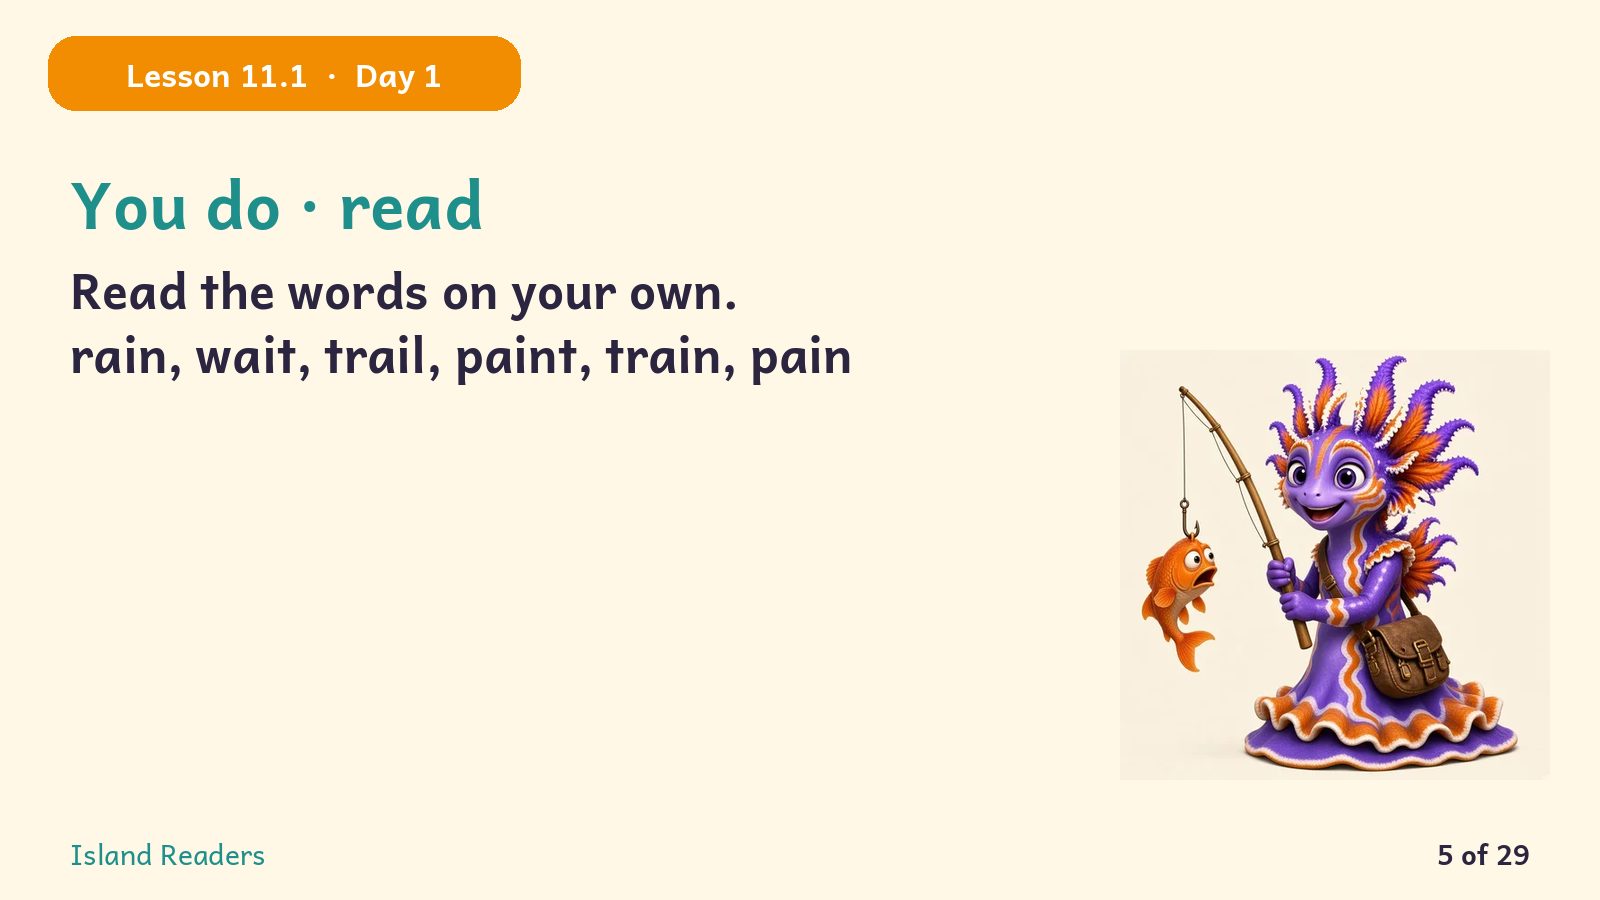 Lesson 11.1 · Day 1
You do · read
Read the words on your own.
rain, wait, trail, paint, train, pain
Island Readers
5 of 29